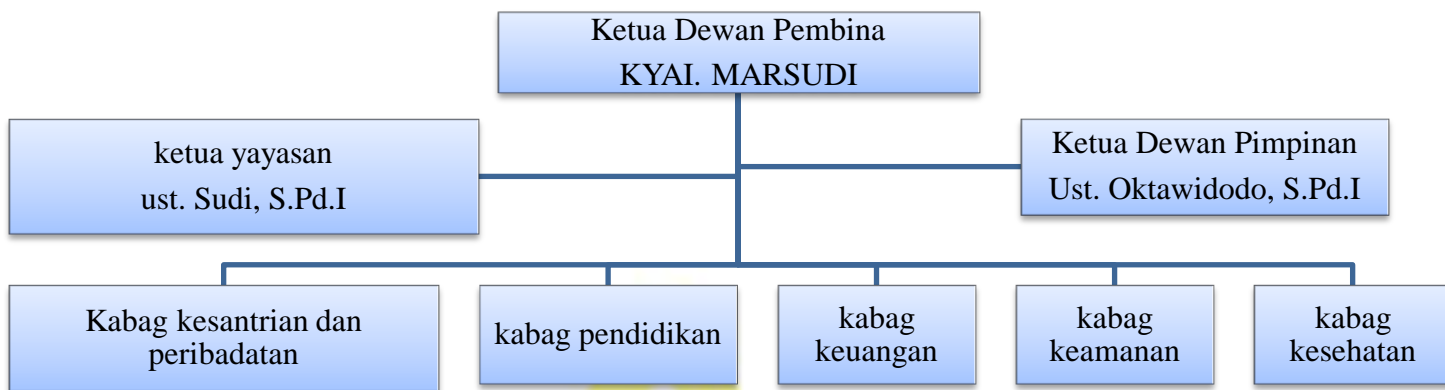 Ketua Dewan Pembina
KYAI. MARSUDI
ketua yayasan
ust. Sudi, S.Pd.I
Ketua Dewan Pimpinan
Ust. Oktawidodo, S.Pd.I
Kabag kesantrian dan
peribadatan
kabag pendidikan
kabag
keuangan
kabag
keamanan
kabag
kesehatan